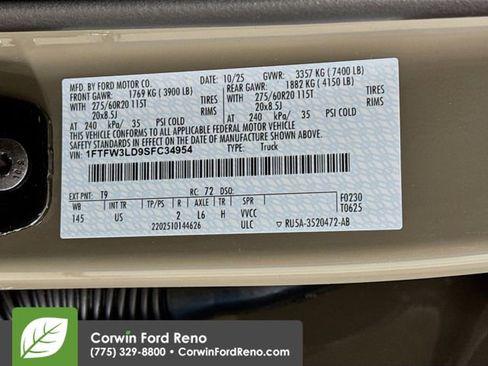 MFD. BY FORD MOTOR CO. 10/25 GVWR: 3357 KG (7400 LB)
FRONT GAWR: 1769 KG (3900 LB) REAR GAWR: 1882 KG (4150 LB)
WITH WITH
275/60R20 115T TIRES 275/60R20 115T TIRES
20x8.5J RIMS 20x8.5J RIMS
AT 240 kPa/ 35 PSI COLD AT 240 kPa/ 35 PSI COLD
THIS VEHICLE CONFORMS TO ALL APPLICABLE FEDERAL MOTOR VEHICLE SAFETY AND THEFT
PREVENTION STANDARDS IN EFFECT ON THE DATE OF MANUFACTURE SHOWN ABOVE.
VIN: 1FTFW3LD9SFC34954 TYPE: Truck
EXT PNT: T9 RC: 72 DSO: F0230
WB TP/PS R AXLE TR SPR T0625
145 US 2 L6 H VVCC
2202510144626 ULC RU5A-3520472-AB
Corwin Ford Reno
(775) 329-8800 • CorwinFordReno.com